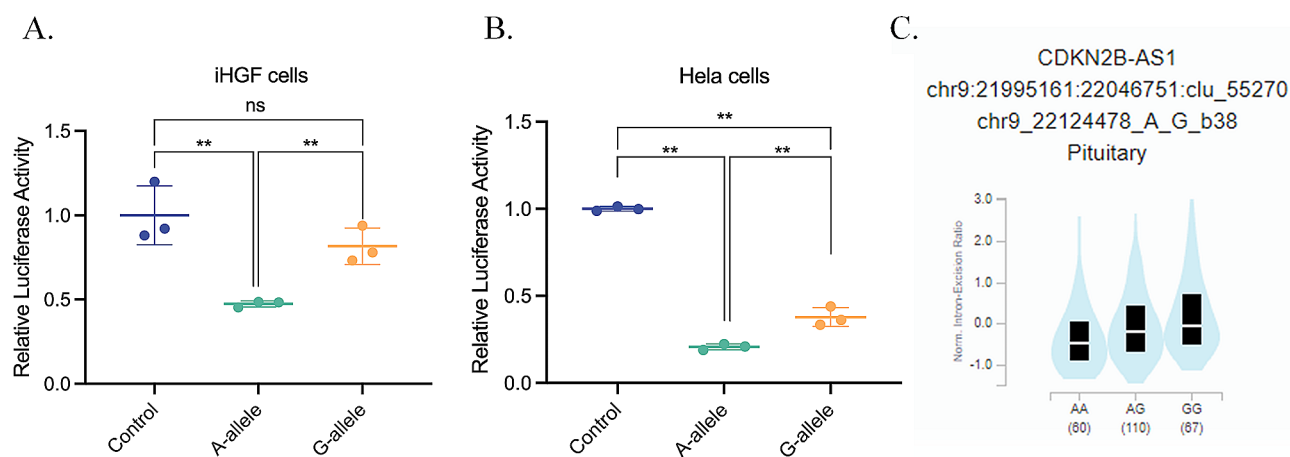 A.
iHGF cells
ns
**
**
Relative Luciferase Activity
1.5
1.0
0.5
0.0
Control
A-allele
G-allele
B.
Hela cells
**
**
**
Relative Luciferase Activity
1.5
1.0
0.5
0.0
Control
A-allele
G-allele
C.
CDKN2B-AS1
chr9:21995161:22046751:clu_55270
chr9_22124478_A_G_b38
Pituitary
Norm. Intron-Excision Ratio
3.0
2.0
1.0
0.0
-1.0
AA
AG
GG
(60)
(110)
(67)